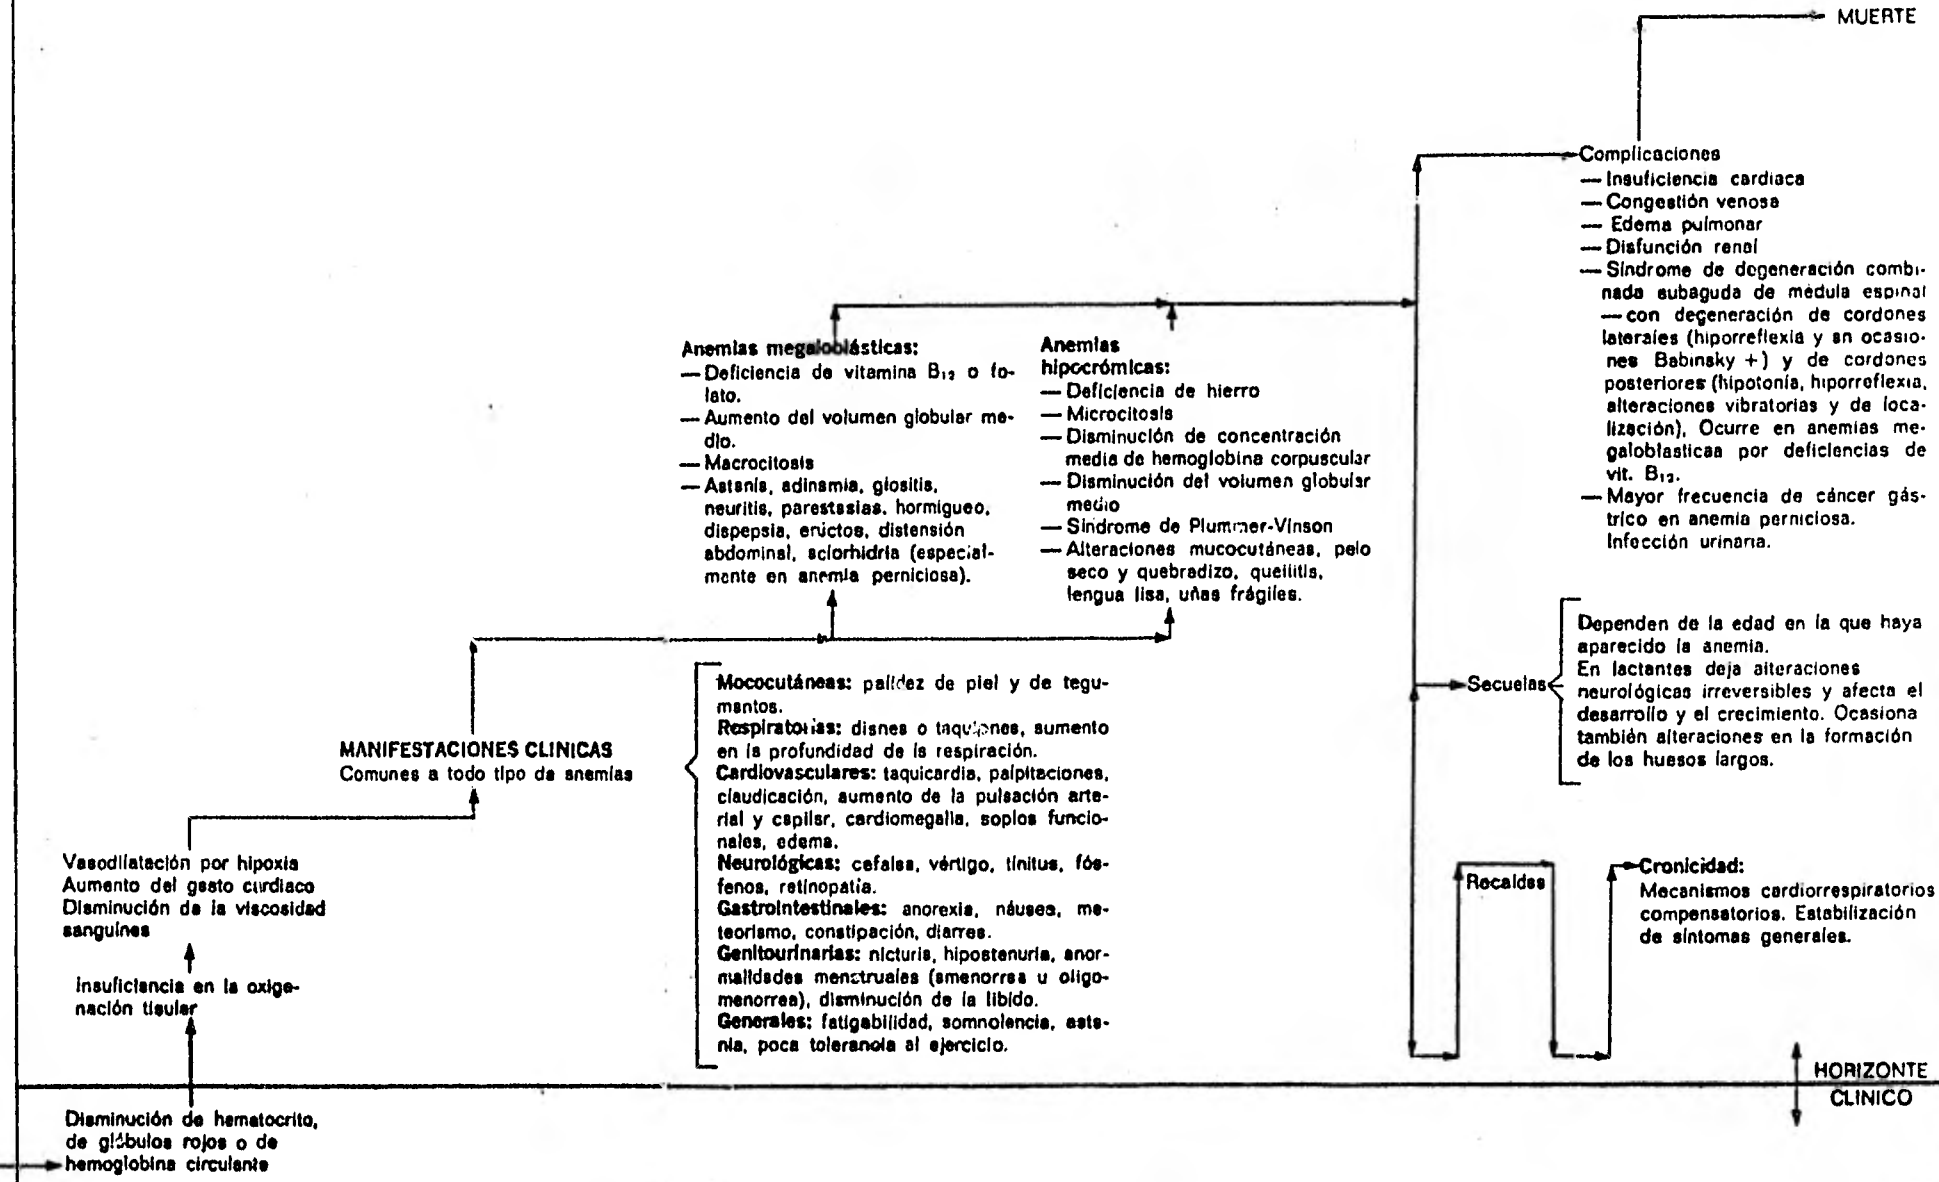 MUERTE
Complicaciones
— Insuficiencia cardiaca
— Congestión venosa
— Edema pulmonar
— Disfunción renal
— Síndrome de degeneración combi-
nada subaguda de médula espinal
— con degeneración de cordones
laterales (hiporreflexia y en ocasio-
nes Babinsky +) y de cordones
posteriores (hipotonía, hiporreflexia,
alteraciones vibratorias y de loca-
lización), Ocurre en anemias me-
galoblasticas por deficiencias de
vit. B₁₂.
— Mayor frecuencia de cáncer gás-
trico en anemia perniciosa.
Infección urinaria.
Anemias megaloblásticas:
— Deficiencia de vitamina B₁₂ o fo-
lato.
— Aumento del volumen globular me-
dio.
— Macrocitosis
— Astenia, adinamia, glositis,
neuritis, parestesias, hormigueo,
dispepsia, eructos, distensión
abdominal, aclorhidria (especial-
mente en anemia perniciosa).
Anemias
hipocrómicas:
— Deficiencia de hierro
— Microcitosis
— Disminución de concentración
media de hemoglobina corpuscular
— Disminución del volumen globular
medio
— Síndrome de Plummer-Vinson
— Alteraciones mucocutáneas, pelo
seco y quebradizo, queilitis,
lengua lisa, uñas frágiles.
Secuelas
Dependen de la edad en la que haya
aparecido la anemia.
En lactantes deja alteraciones
neurológicas irreversibles y afecta el
desarrollo y el crecimiento. Ocasiona
también alteraciones en la formación
de los huesos largos.
MANIFESTACIONES CLINICAS
Comunes a todo tipo de anemias
Mococutáneas: palidez de piel y de tegu-
mentos.
Respiratorias: disnea o taquipnea, aumento
en la profundidad de la respiración.
Cardiovasculares: taquicardia, palpitaciones,
claudicación, aumento de la pulsación arte-
rial y capilar, cardiomegalia, soplos funcio-
nales, edema.
Neurológicas: cefalea, vértigo, tinitus, fós-
fenos, retinopatía.
Gastrointestinales: anorexia, náusea, me-
teorismo, constipación, diarrea.
Genitourinarias: nicturia, hipostenuria, anor-
malidades menstruales (amenorrea u oligo-
menorrea), disminución de la libido.
Generales: fatigabilidad, somnolencia, aste-
nia, poca tolerancia al ejercicio.
Recaídas
Cronicidad:
Mecanismos cardiorrespiratorios
compensatorios. Estabilización
de síntomas generales.
Vasodilatación por hipoxia
Aumento del gasto cardiaco
Disminución de la viscosidad
sanguínea
Insuficiencia en la oxige-
nación tisular
HORIZONTE
CLINICO
Disminución de hematocrito,
de glóbulos rojos o de
hemoglobina circulante